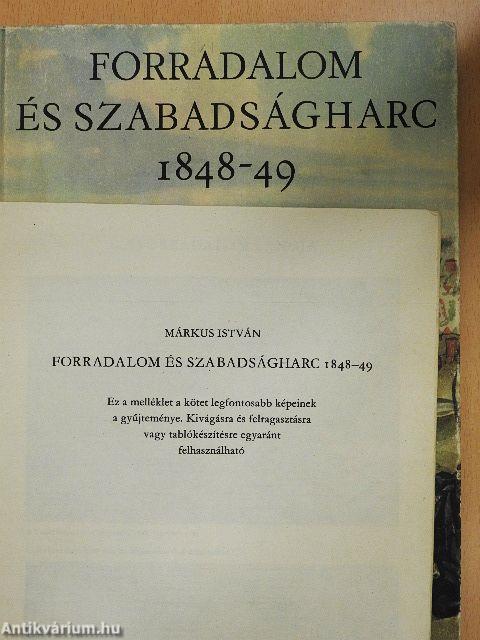 FORRADALOM
ÉS SZABADSÁGHARC
1848-49
MÁRKUS ISTVÁN
FORRADALOM ÉS SZABADSÁGHARC 1848–49
Ez a melléklet a kötet legfontosabb képeinek
a gyűjteménye. Kivágásra és felragasztásra
vagy tablókészítésre egyaránt
felhasználható
Antikvárium.hu